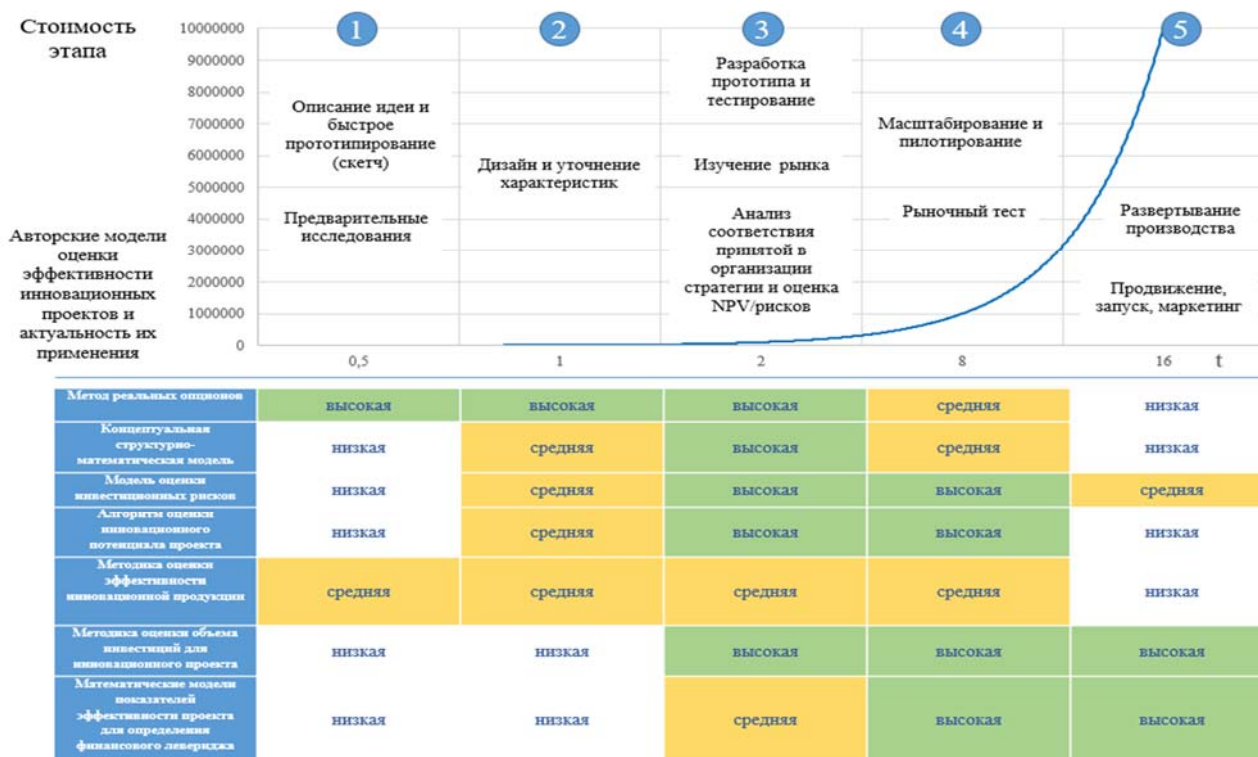 Стоимость
этапа
10000000
9000000
8000000
7000000
6000000
5000000
4000000
3000000
2000000
1000000
0
1
2
3
4
5
Описание идеи и
быстрое
прототипирование
(скетч)
Предварительные
исследования
Дизайн и уточнение
характеристик
Разработка
прототипа и
тестирование
Изучение рынка
Анализ
соответствия
принятой в
организации
стратегии и оценка
NPV/рисков
Масштабирование и
пилотирование
Рыночный тест
Развертывание
производства
Продвижение,
запуск, маркетинг
Авторские модели
оценки
эффективности
инновационных
проектов и
актуальность их
применения
0,5
1
2
8
16
t
Метод реальных опционов
высокая
высокая
высокая
средняя
низкая
Концептуальная
структурно-
математическая модель
низкая
средняя
высокая
средняя
низкая
Модель оценки
инвестиционных рисков
низкая
средняя
высокая
высокая
средняя
Алгоритм оценки
инновационного
потенциала проекта
низкая
средняя
высокая
высокая
низкая
Методика оценки
эффективности
инновационной продукции
средняя
средняя
средняя
средняя
низкая
Методика оценки объема
инвестиций для
инновационного проекта
низкая
низкая
высокая
высокая
высокая
Математические модели
показателей
эффективности проекта
для определения
финансового левериджа
низкая
низкая
средняя
высокая
высокая